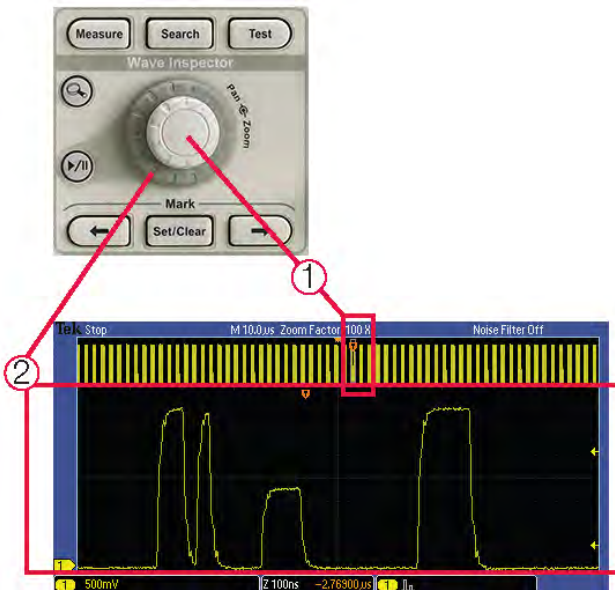 Measure Search Test
Wave Inspector
Pan Zoom
Mark
← Set/Clear →
1
2
Tek Stop M 10.0µs Zoom Factor: 100 X Noise Filter Off
1
1 500mV Z 100ns -2.76900µs 1